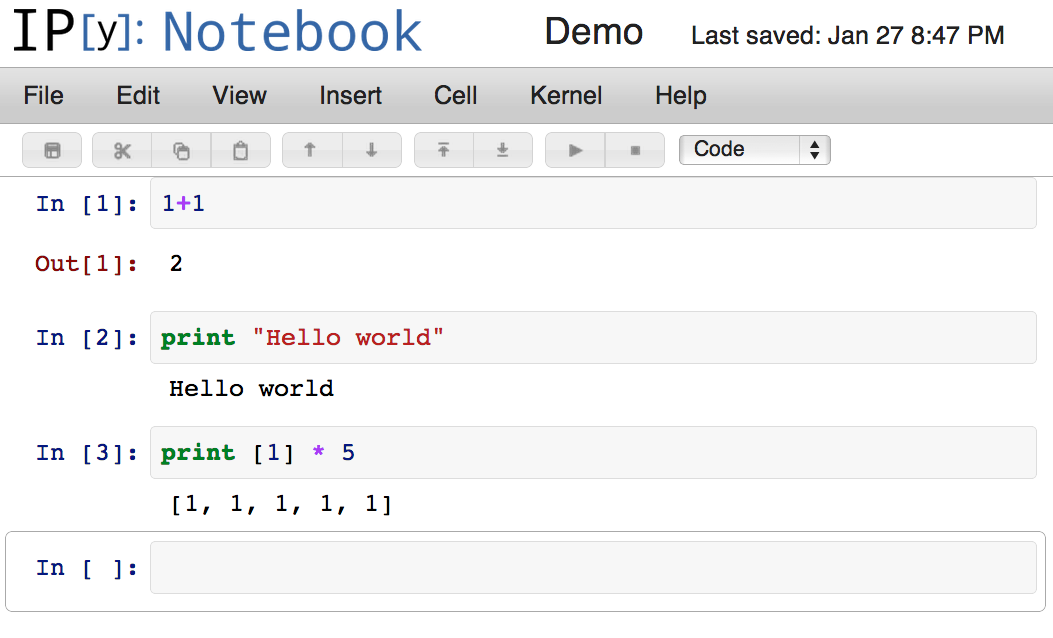 IP[y]: Notebook Demo Last saved: Jan 27 8:47 PM
File Edit View Insert Cell Kernel Help
Code
In [1]: 1+1
Out[1]: 2
In [2]: print "Hello world"
Hello world
In [3]: print [1] * 5
[1, 1, 1, 1, 1]
In [ ]: